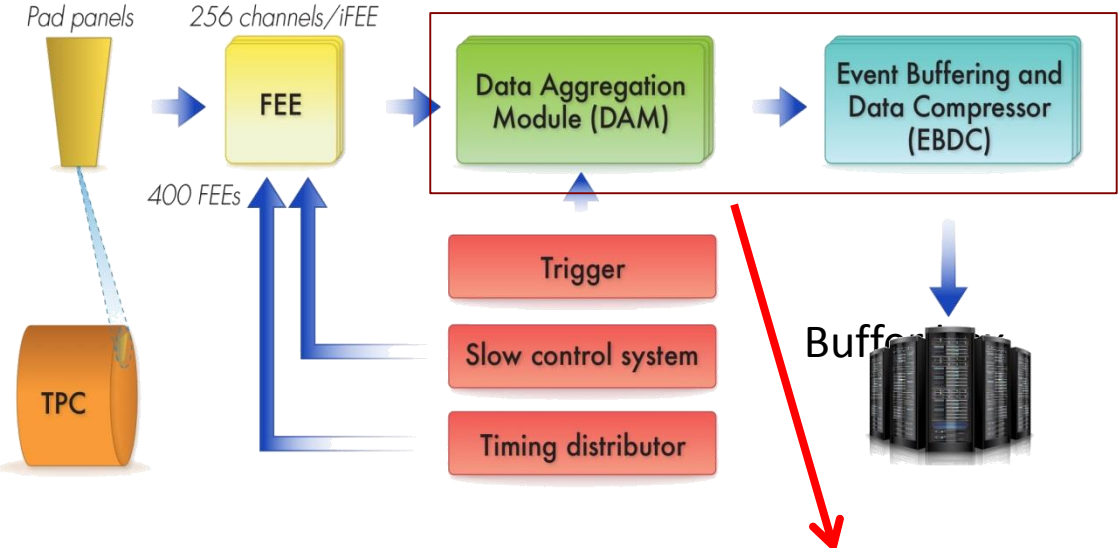 Pad panels
256 channels/iFEE
FEE
Data Aggregation
Module (DAM)
Event Buffering and
Data Compressor
(EBDC)
400 FEEs
Trigger
Slow control system
TPC
Timing distributor